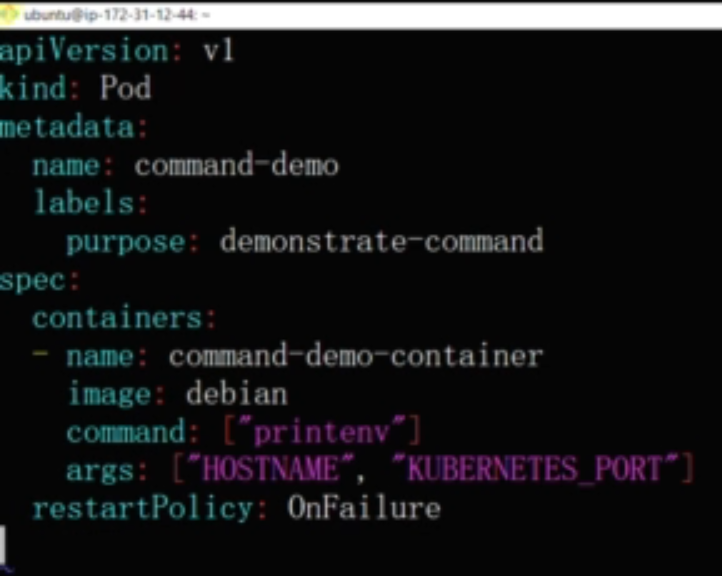 ubuntu@ip-172-31-12-44: ~
apiVersion: v1
kind: Pod
metadata:
  name: command-demo
  labels:
    purpose: demonstrate-command
spec:
  containers:
  - name: command-demo-container
    image: debian
    command: ["printenv"]
    args: ["HOSTNAME", "KUBERNETES_PORT"]
  restartPolicy: OnFailure
~